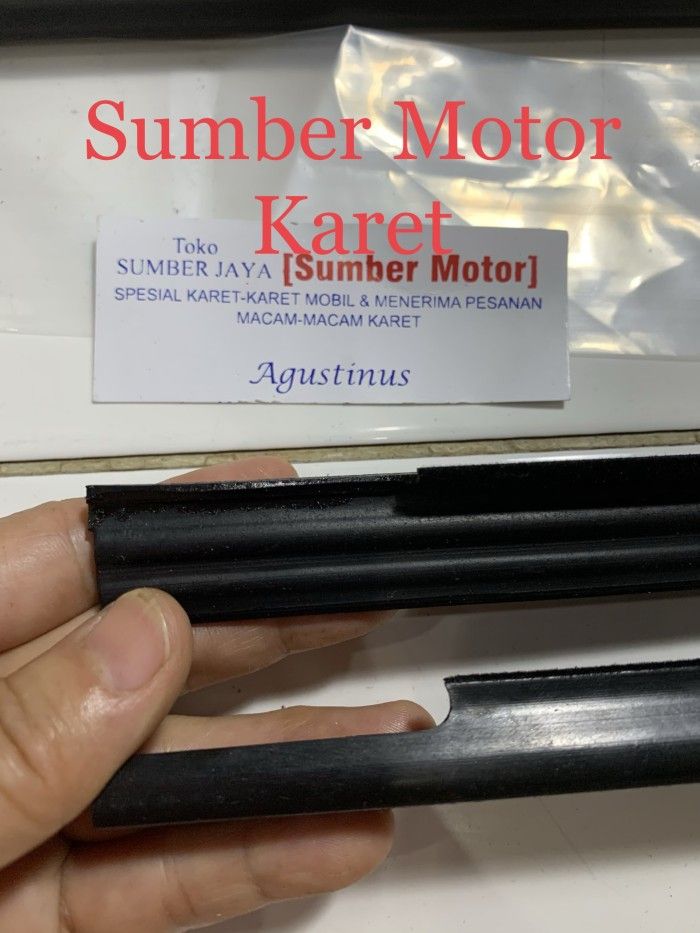 Sumber Motor
Karet
Toko
SUMBER JAYA [Sumber Motor]
SPESIAL KARET-KARET MOBIL & MENERIMA PESANAN
MACAM-MACAM KARET
Agustinus